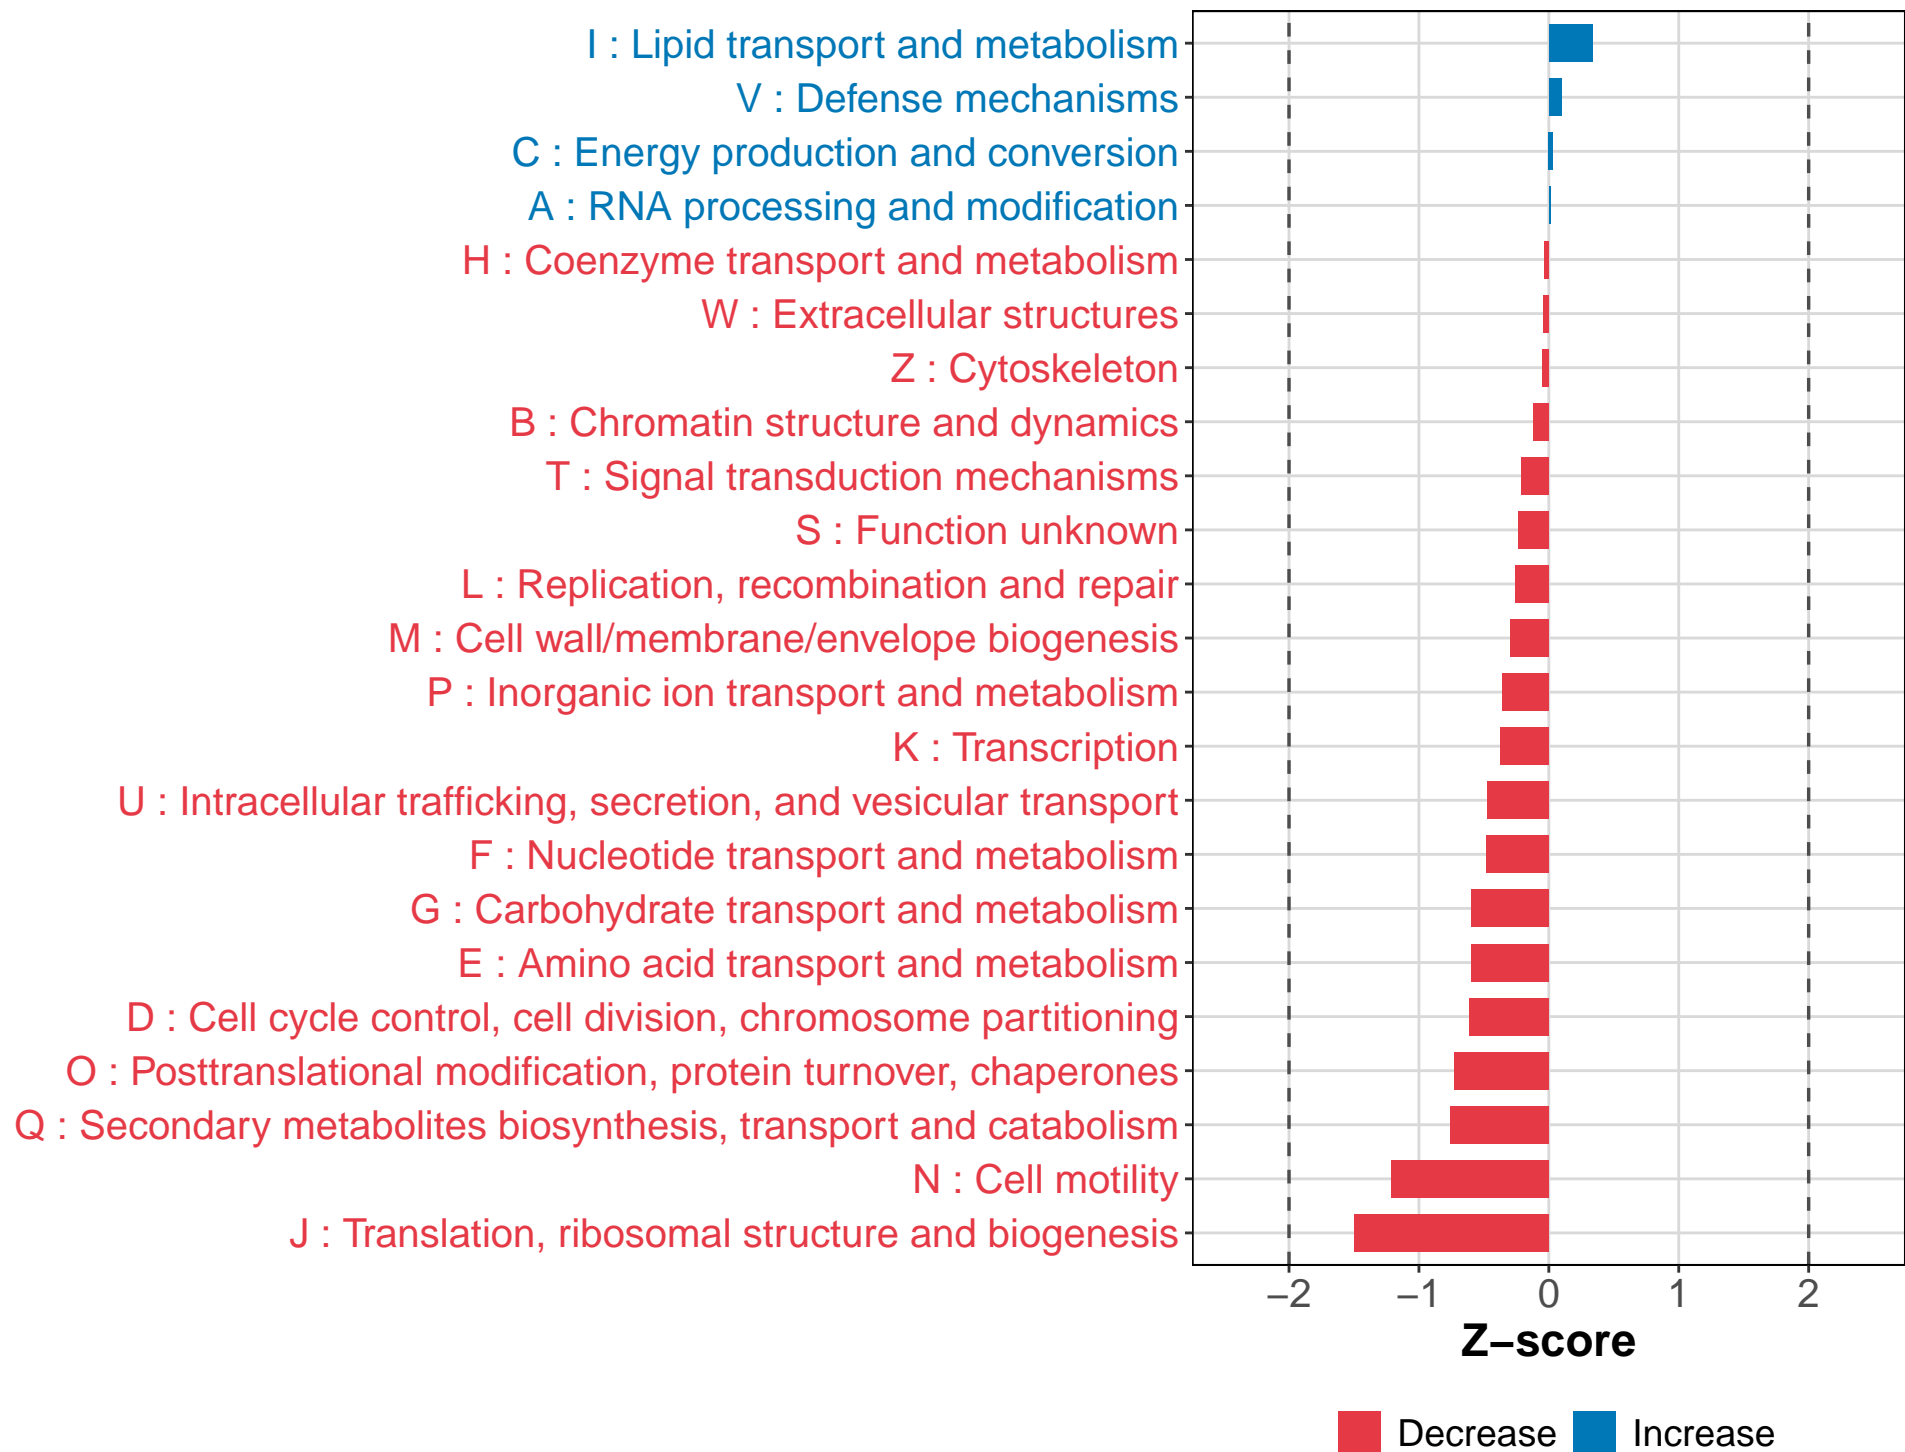 I : Lipid transport and metabolism
V : Defense mechanisms
C : Energy production and conversion
A : RNA processing and modification
H : Coenzyme transport and metabolism
W : Extracellular structures
Z : Cytoskeleton
B : Chromatin structure and dynamics
T : Signal transduction mechanisms
S : Function unknown
L : Replication, recombination and repair
M : Cell wall/membrane/envelope biogenesis
P : Inorganic ion transport and metabolism
K : Transcription
U : Intracellular trafficking, secretion, and vesicular transport
F : Nucleotide transport and metabolism
G : Carbohydrate transport and metabolism
E : Amino acid transport and metabolism
D : Cell cycle control, cell division, chromosome partitioning
O : Posttranslational modification, protein turnover, chaperones
Q : Secondary metabolites biosynthesis, transport and catabolism
N : Cell motility
J : Translation, ribosomal structure and biogenesis
−2 −1 0 1 2
Z−score
Decrease Increase